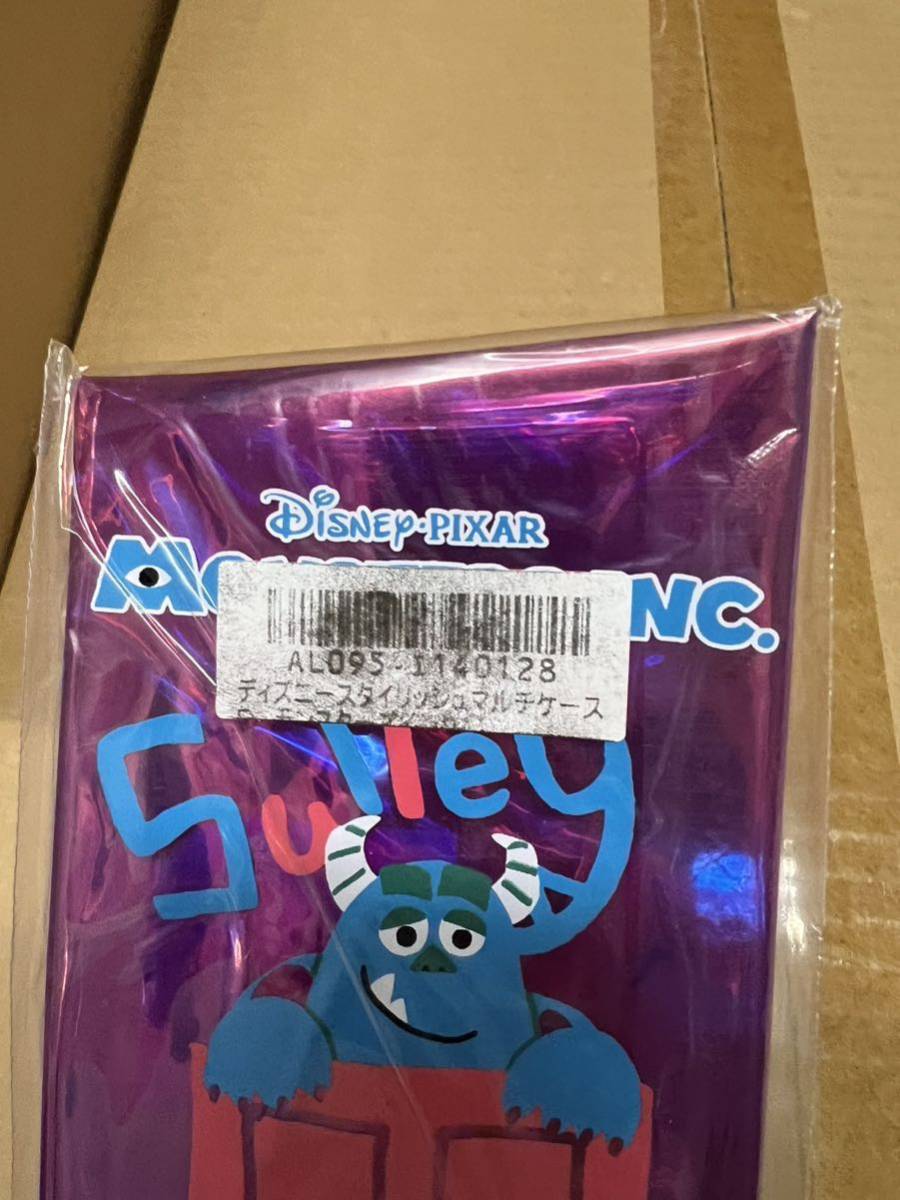 DISNEY·PIXAR
INC.
AL095-1140128
ディズニースタイリッシュマルチケース
Sulley